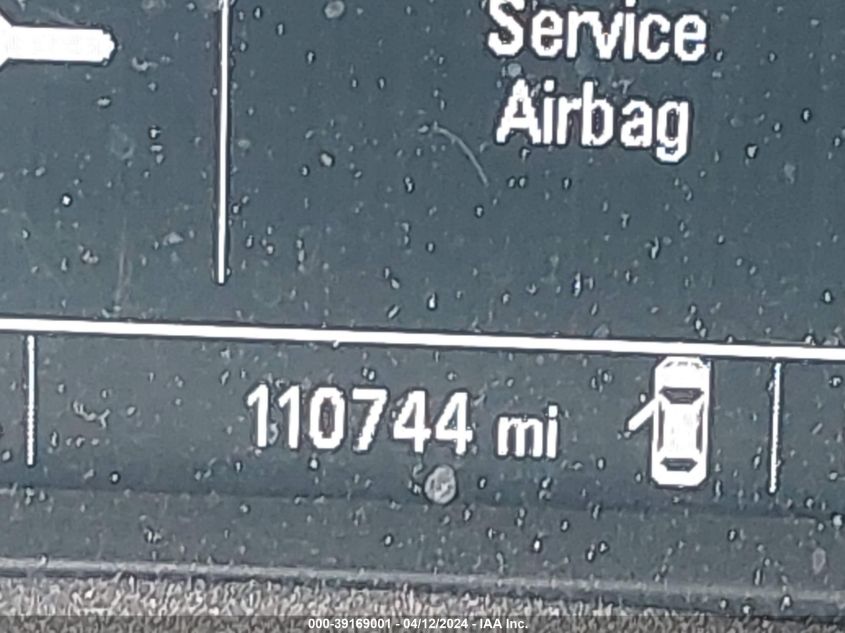 Service
Airbag
110744 mi
000-39169001 - 04/12/2024 - IAA Inc.